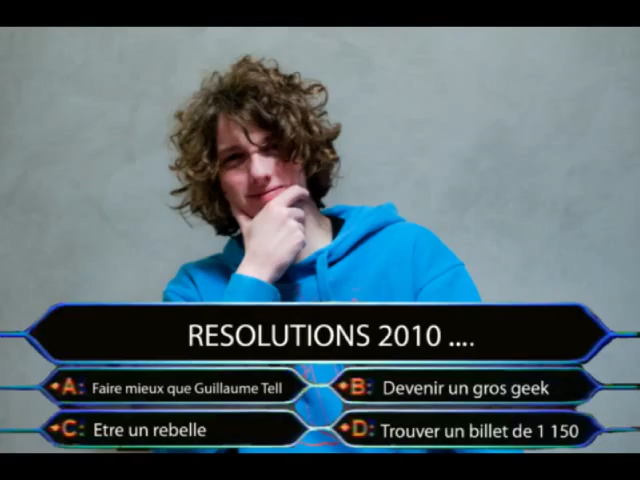 RESOLUTIONS 2010 ....
A: Faire mieux que Guillaume Tell
B: Devenir un gros geek
C: Etre un rebelle
D: Trouver un billet de 1 150